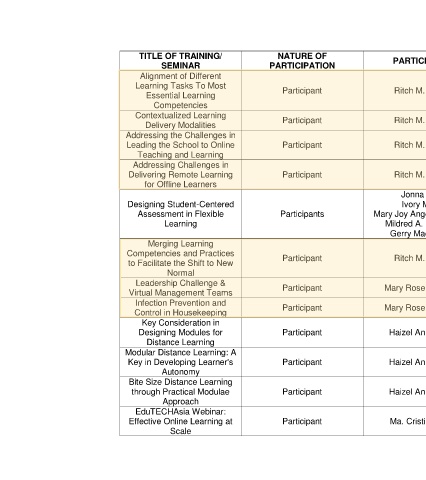 TITLE OF TRAINING/ NATURE OF
SEMINAR PARTICIPATION PARTICI
Alignment of Different
Learning Tasks To Most
Essential Learning Participant Ritch M.
Competencies
Contextualized Learning
Delivery Modalities Participant Ritch M.
Addressing the Challenges in
Leading the School to Online Participant Ritch M.
Teaching and Learning
Addressing Challenges in
Delivering Remote Learning Participant Ritch M.
for Offline Learners
Jonna
Ivory M
Designing Student-Centered
Assessment in Flexible Participants Mary Joy Ange
Learning Mildred A.
Gerry Mac
Merging Learning
Competencies and Practices
to Facilitate the Shift to New Participant Ritch M.
Normal
Leadership Challenge &
Virtual Management Teams Participant Mary Rose
Infection Prevention and
Control in Housekeeping Participant Mary Rose
Key Consideration in
Designing Modules for Participant Haizel An
Distance Learning
Modular Distance Learning: A
Key in Developing Learner's Participant Haizel An
Autonomy
Bite Size Distance Learning
through Practical Modulae Participant Haizel An
Approach
EduTECHAsia Webinar:
Effective Online Learning at Participant Ma. Cristi
Scale